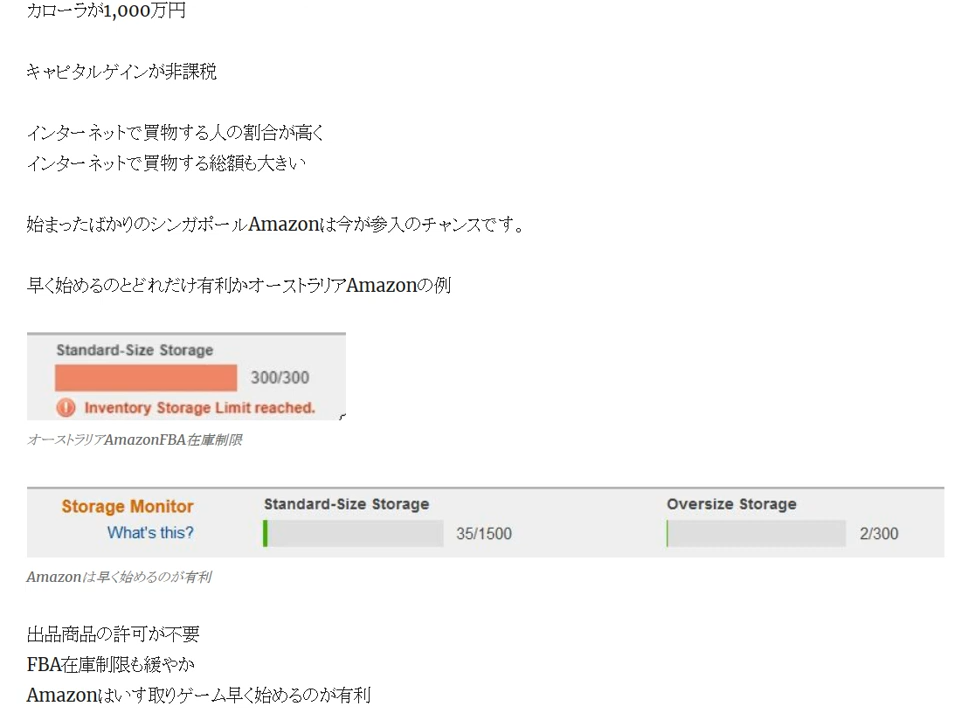 カローラが1,000万円
キャピタルゲインが非課税
インターネットで買物する人の割合が高く
インターネットで買物する総額も大きい
始まったばかりのシンガポールAmazonは今が参入のチャンスです。
早く始めるのとどれだけ有利かオーストラリアAmazonの例
Standard-Size Storage
300/300
Inventory Storage Limit reached.
オーストラリアAmazonFBA在庫制限
Storage Monitor Standard-Size Storage Oversize Storage
What's this? 35/1500 2/300
Amazonは早く始めるのが有利
出品商品の許可が不要
FBA在庫制限も緩やか
Amazonはいす取りゲーム早く始めるのが有利